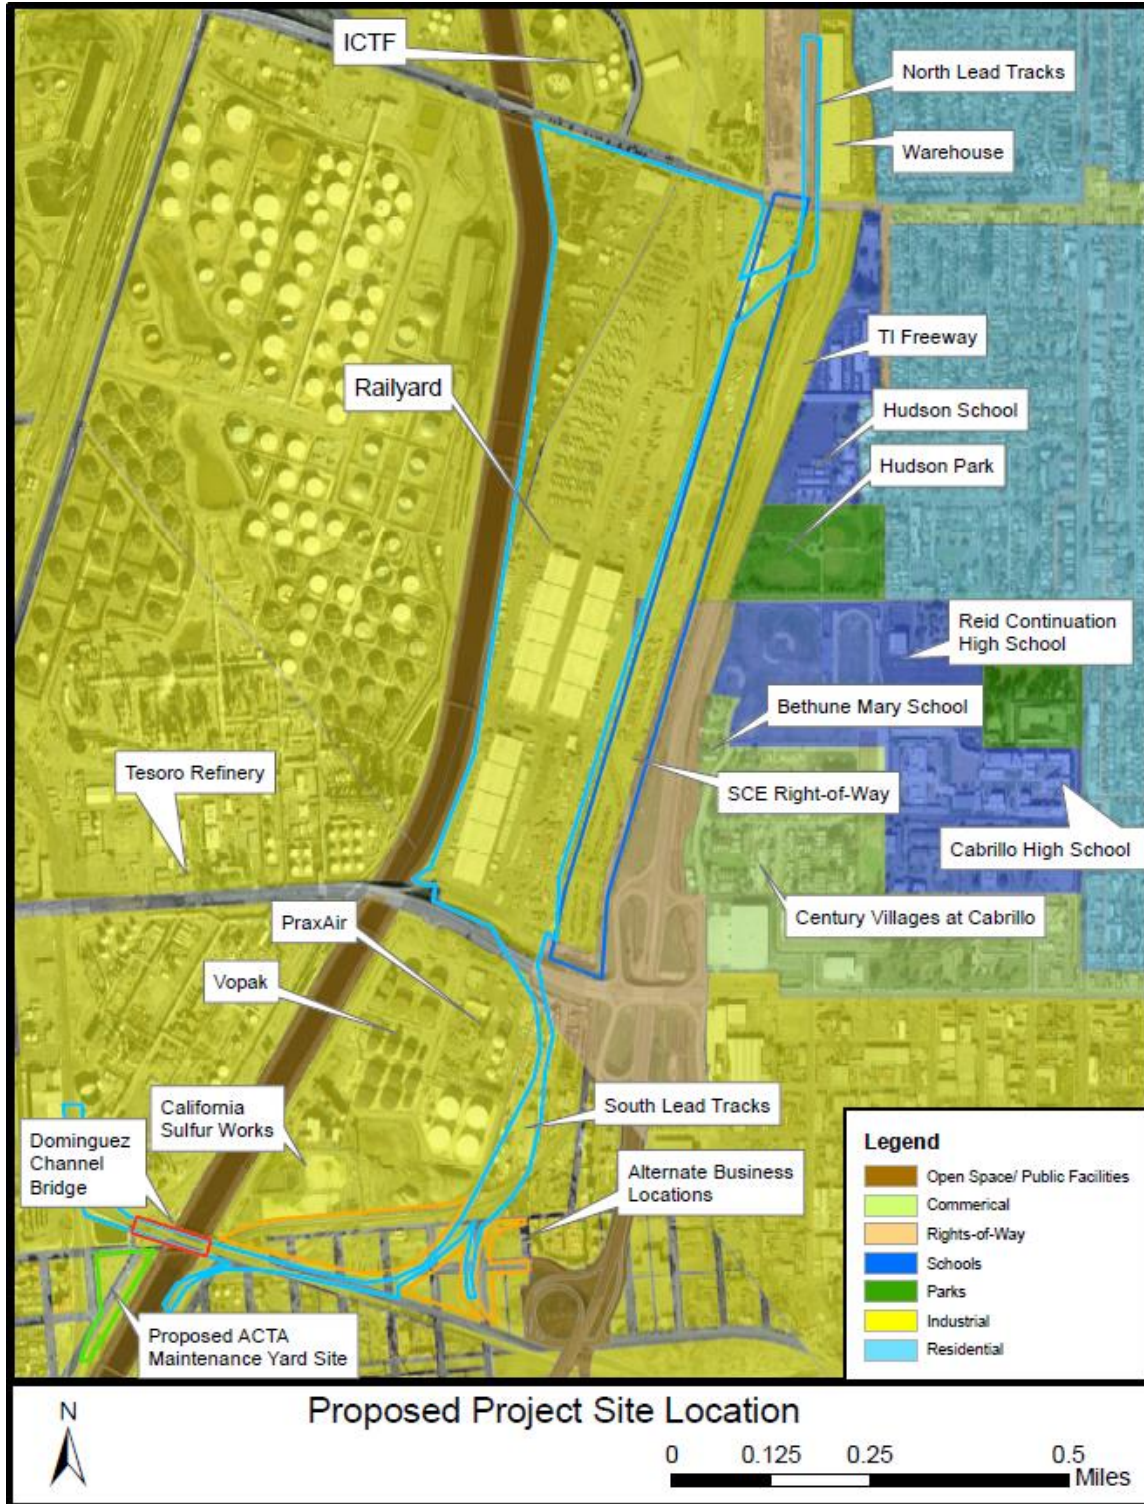 ICTF
North Lead Tracks
Warehouse
TI Freeway
Railyard
Hudson School
Hudson Park
Reid Continuation
High School
Bethune Mary School
Tesoro Refinery
SCE Right-of-Way
Cabrillo High School
PraxAir
Century Villages at Cabrillo
Vopak
California
Sulfur Works
South Lead Tracks
Dominguez
Channel
Bridge
Alternate Business
Locations
Proposed ACTA
Maintenance Yard Site
Legend
Open Space/ Public Facilities
Commerical
Rights-of-Way
Schools
Parks
Industrial
Residential
N
Proposed Project Site Location
0 0.125 0.25 0.5
Miles